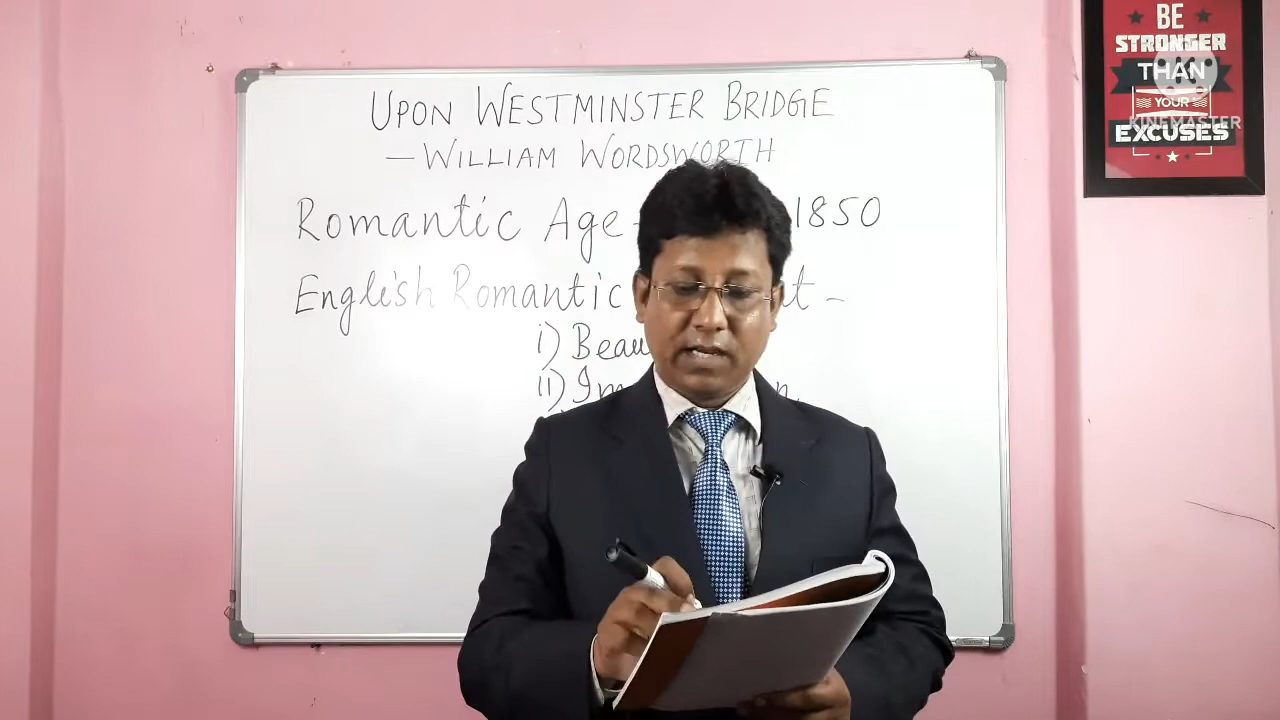 UPON WESTMINSTER BRIDGE
- WILLIAM WORDSWORTH
Romantic Age - 1850
English Romantic
i) Beau
ii) Im
BE
STRONGER
THAN
YOUR
EXCUSES
KINEMASTER